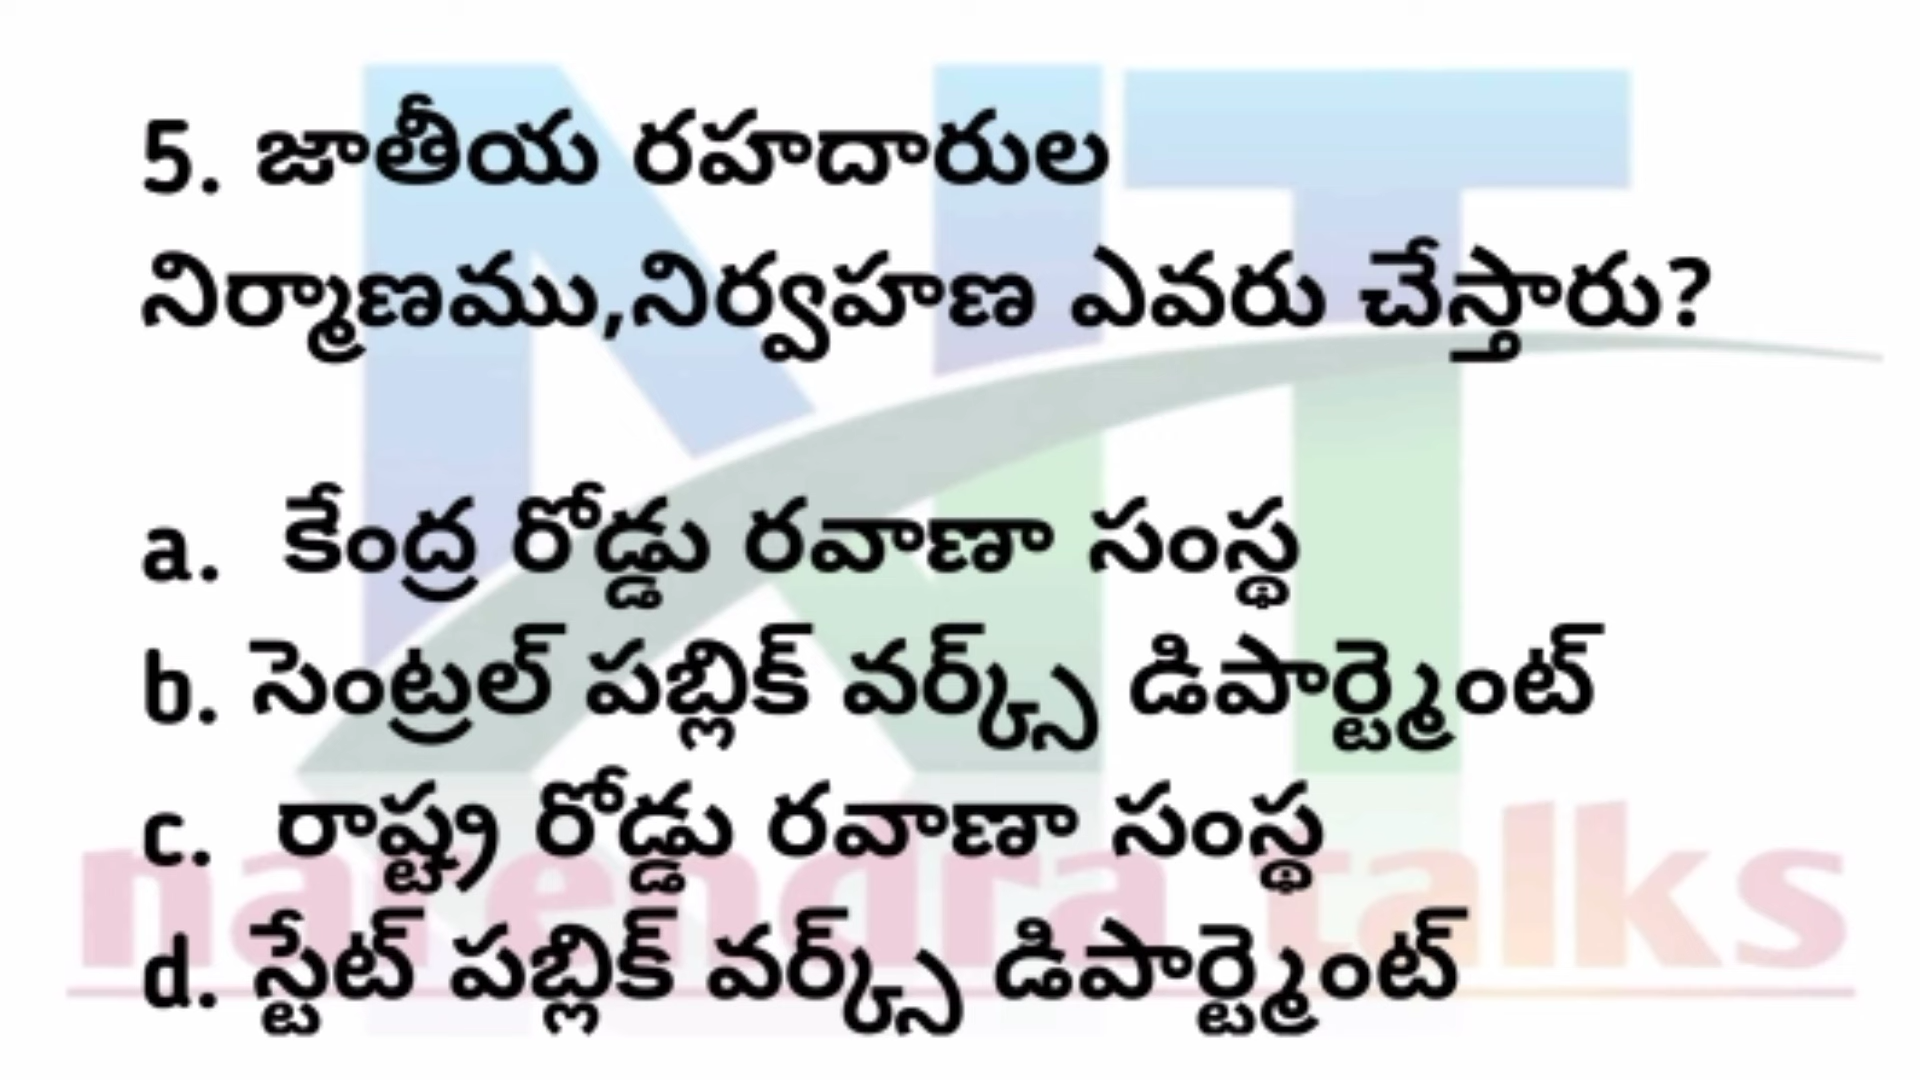 5. జాతీయ రహదారుల
నిర్మాణము,నిర్వహణ ఎవరు చేస్తారు?
a. కేంద్ర రోడ్డు రవాణా సంస్థ
b. సెంట్రల్ పబ్లిక్ వర్క్స్ డిపార్ట్మెంట్
c. రాష్ట్ర రోడ్డు రవాణా సంస్థ
d. స్టేట్ పబ్లిక్ వర్క్స్ డిపార్ట్మెంట్
NT
narendra talks